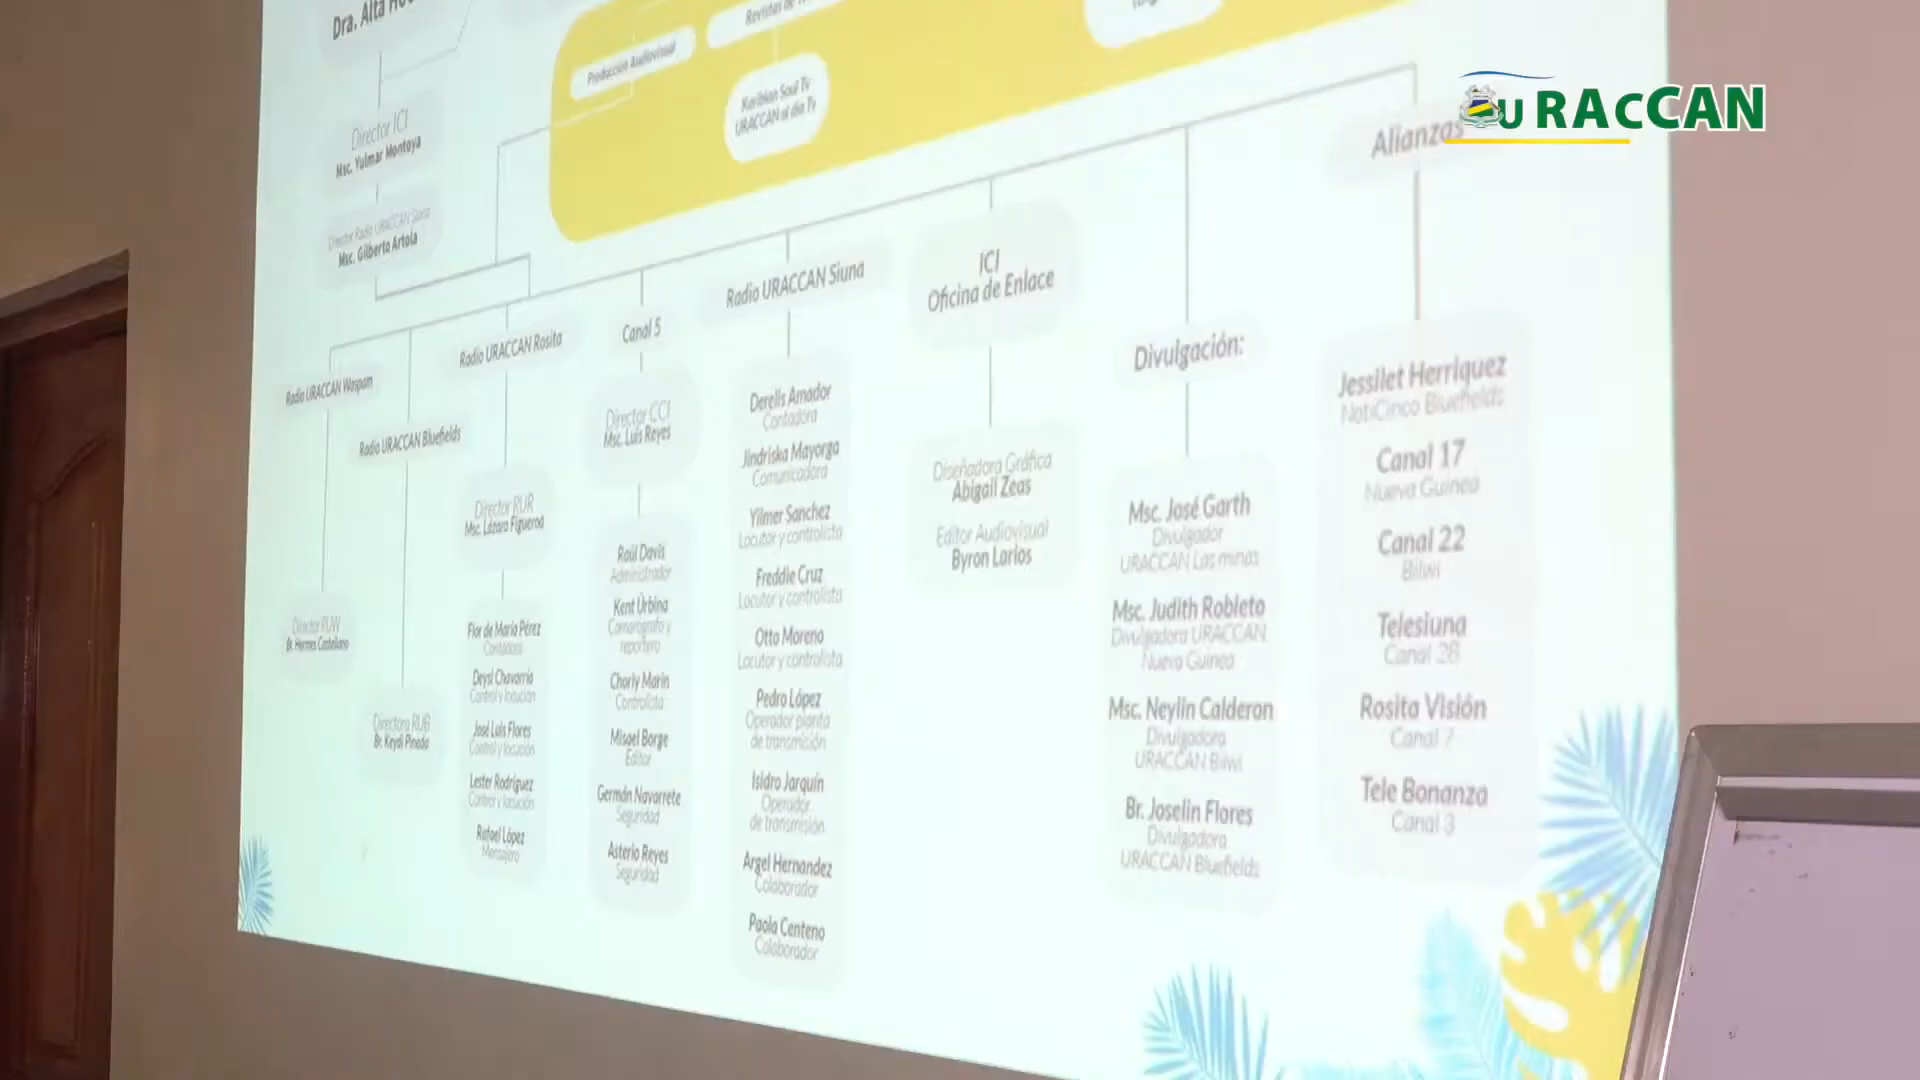 Dra. Alta
Producción Audiovisual
Revistas de
Karibian Soul Tv
URACCAN al día Tv
URACCAN
Alianzas
Director ICI
Msc. Yulmar Montoya
Director Radio URACCAN Siuna
Msc. Gilberto Artola
Radio URACCAN Waspam
Director RUW
Br. Hermes Castellano
Radio URACCAN Bluefields
Directora RUB
Br. Keydi Pineda
Radio URACCAN Rosita
Director RUR
Msc. Lázaro Figueroa
Flor de María Pérez
Contadora
Deysi Chavarría
Control y locución
José Luis Flores
Control y locución
Lester Rodríguez
Control y locución
Rafael López
Mensajero
Canal 5
Director CCI
Msc. Luis Reyes
Raúl Davis
Administrador
Kent Urbina
Camarógrafo y
reportero
Charly Marin
Controlista
Misael Borge
Editor
Germán Navarrete
Seguridad
Asterio Reyes
Seguridad
Radio URACCAN Siuna
Derelis Amador
Contadora
Jindriska Mayorga
Comunicadora
Yilmer Sanchez
Locutor y controlista
Freddie Cruz
Locutor y controlista
Otto Moreno
Locutor y controlista
Pedro López
Operador planta
de transmisión
Isidro Jarquín
Operador
de transmisión
Argel Hernandez
Colaborador
Paola Centeno
Colaborador
ICI
Oficina de Enlace
Diseñadora Gráfica
Abigail Zeas
Editor Audiovisual
Byron Larios
Divulgación:
Msc. José Garth
Divulgador
URACCAN Las minas
Msc. Judith Robleto
Divulgadora URACCAN
Nueva Guinea
Msc. Neylin Calderon
Divulgadora
URACCAN Bilwi
Br. Joselin Flores
Divulgadora
URACCAN Bluefields
Jessilet Herriquez
NotiCinco Bluefields
Canal 17
Nueva Guinea
Canal 22
Bilwi
Telesiuna
Canal 28
Rosita Visión
Canal 7
Tele Bonanza
Canal 3